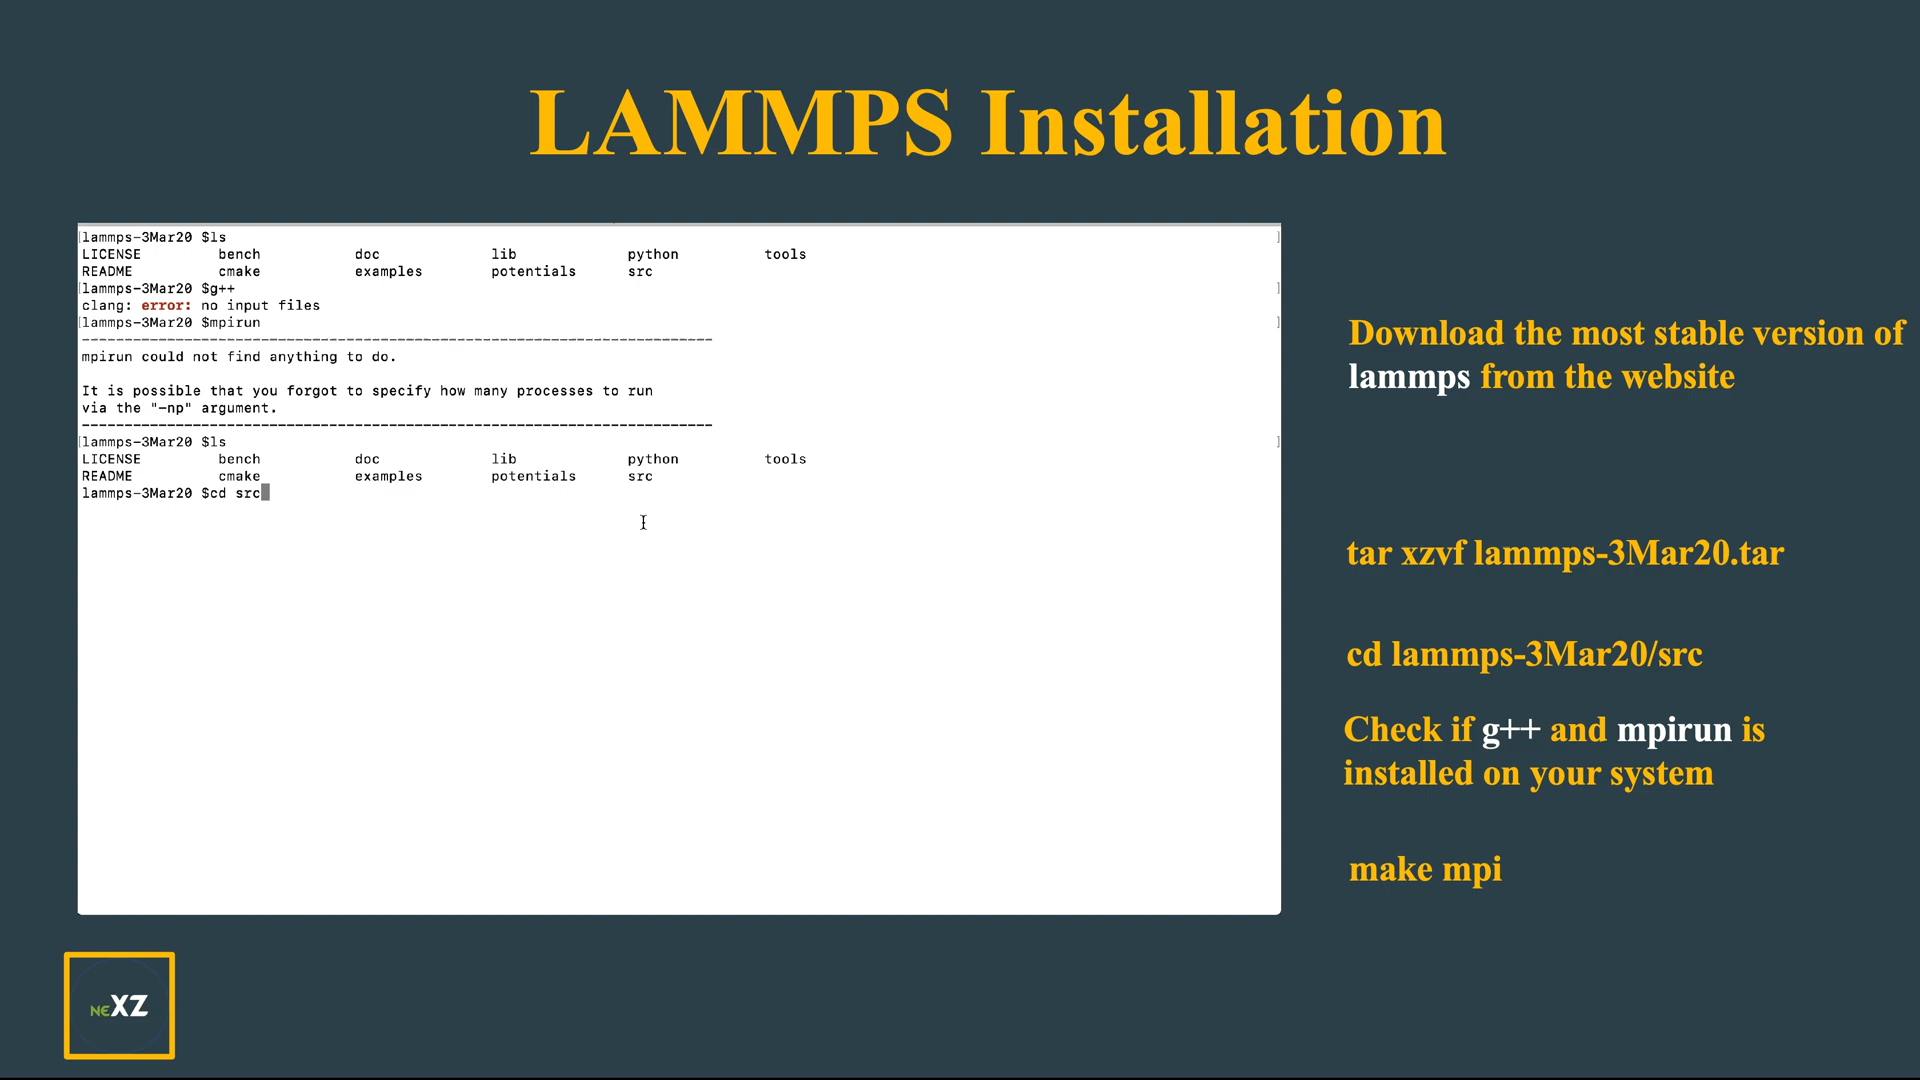 LAMMPS Installation
[lammps-3Mar20 $ls ]
LICENSE bench doc lib python tools
README cmake examples potentials src
[lammps-3Mar20 $g++ ]
clang: error: no input files
[lammps-3Mar20 $mpirun ]
--------------------------------------------------------------------------
mpirun could not find anything to do.
It is possible that you forgot to specify how many processes to run
via the "-np" argument.
--------------------------------------------------------------------------
[lammps-3Mar20 $ls ]
LICENSE bench doc lib python tools
README cmake examples potentials src
lammps-3Mar20 $cd src
Download the most stable version of
lammps from the website
tar xzvf lammps-3Mar20.tar
cd lammps-3Mar20/src
Check if g++ and mpirun is
installed on your system
make mpi
NEXZ